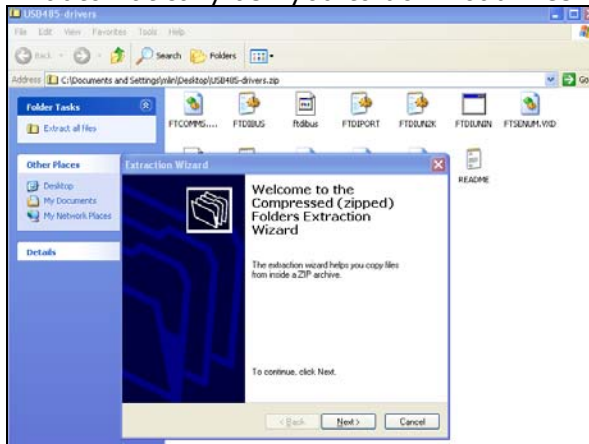 USB485-drivers
File Edit View Favorites Tools Help
Back Search Folders
Address C:\Documents and Settings\mlin\Desktop\USB485-drivers.zip Go
Folder Tasks
Extract all files
FTCOMMS.... FTDIBUS ftdibus FTDIPORT FTDIUN2K FTDIUNIN FTSENUM.VXD
Other Places
Desktop
My Documents
My Network Places
Details
README
Extraction Wizard
Welcome to the
Compressed (zipped)
Folders Extraction
Wizard
The extraction wizard helps you copy files
from inside a ZIP archive.
To continue, click Next.
< Back Next > Cancel